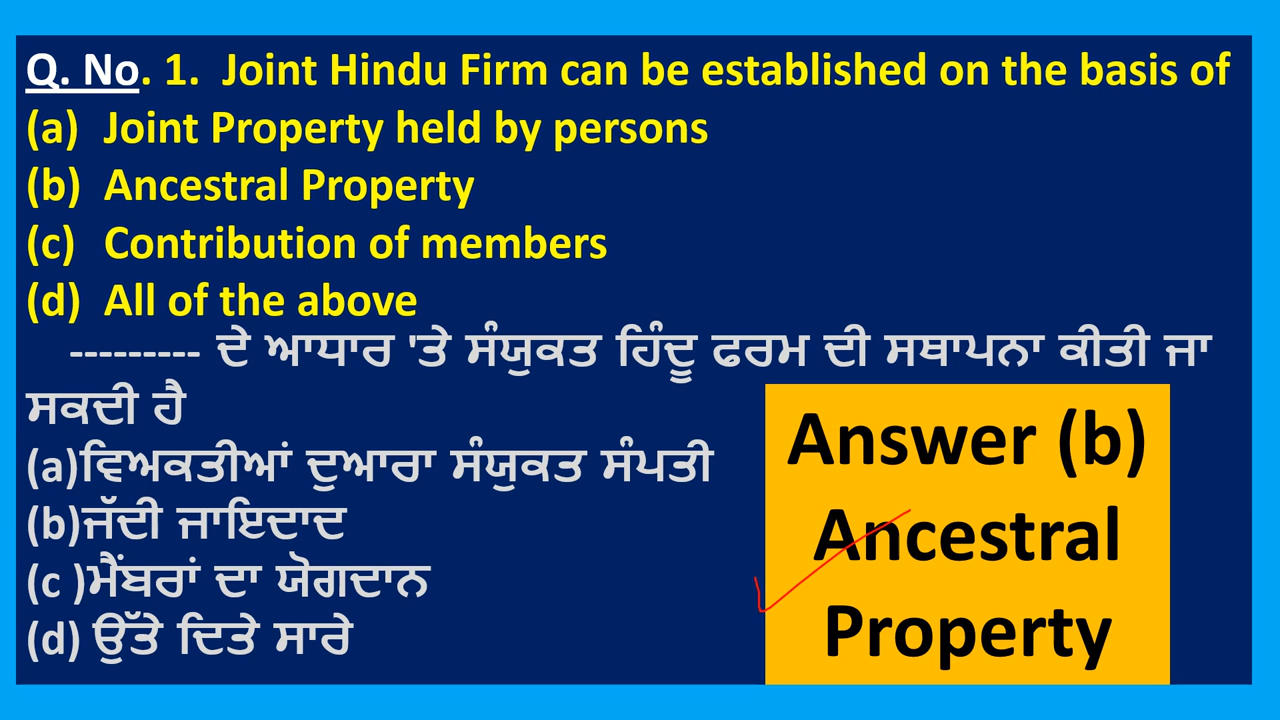 Q. No. 1. Joint Hindu Firm can be established on the basis of
(a) Joint Property held by persons
(b) Ancestral Property
(c) Contribution of members
(d) All of the above
--------- ਦੇ ਆਧਾਰ 'ਤੇ ਸੰਯੁਕਤ ਹਿੰਦੂ ਫਰਮ ਦੀ ਸਥਾਪਨਾ ਕੀਤੀ ਜਾ
ਸਕਦੀ ਹੈ
(a)ਵਿਅਕਤੀਆਂ ਦੁਆਰਾ ਸੰਯੁਕਤ ਸੰਪਤੀ
(b)ਜੱਦੀ ਜਾਇਦਾਦ
(c )ਮੈਂਬਰਾਂ ਦਾ ਯੋਗਦਾਨ
(d) ਉੱਤੇ ਦਿਤੇ ਸਾਰੇ
Answer (b)
Ancestral
Property